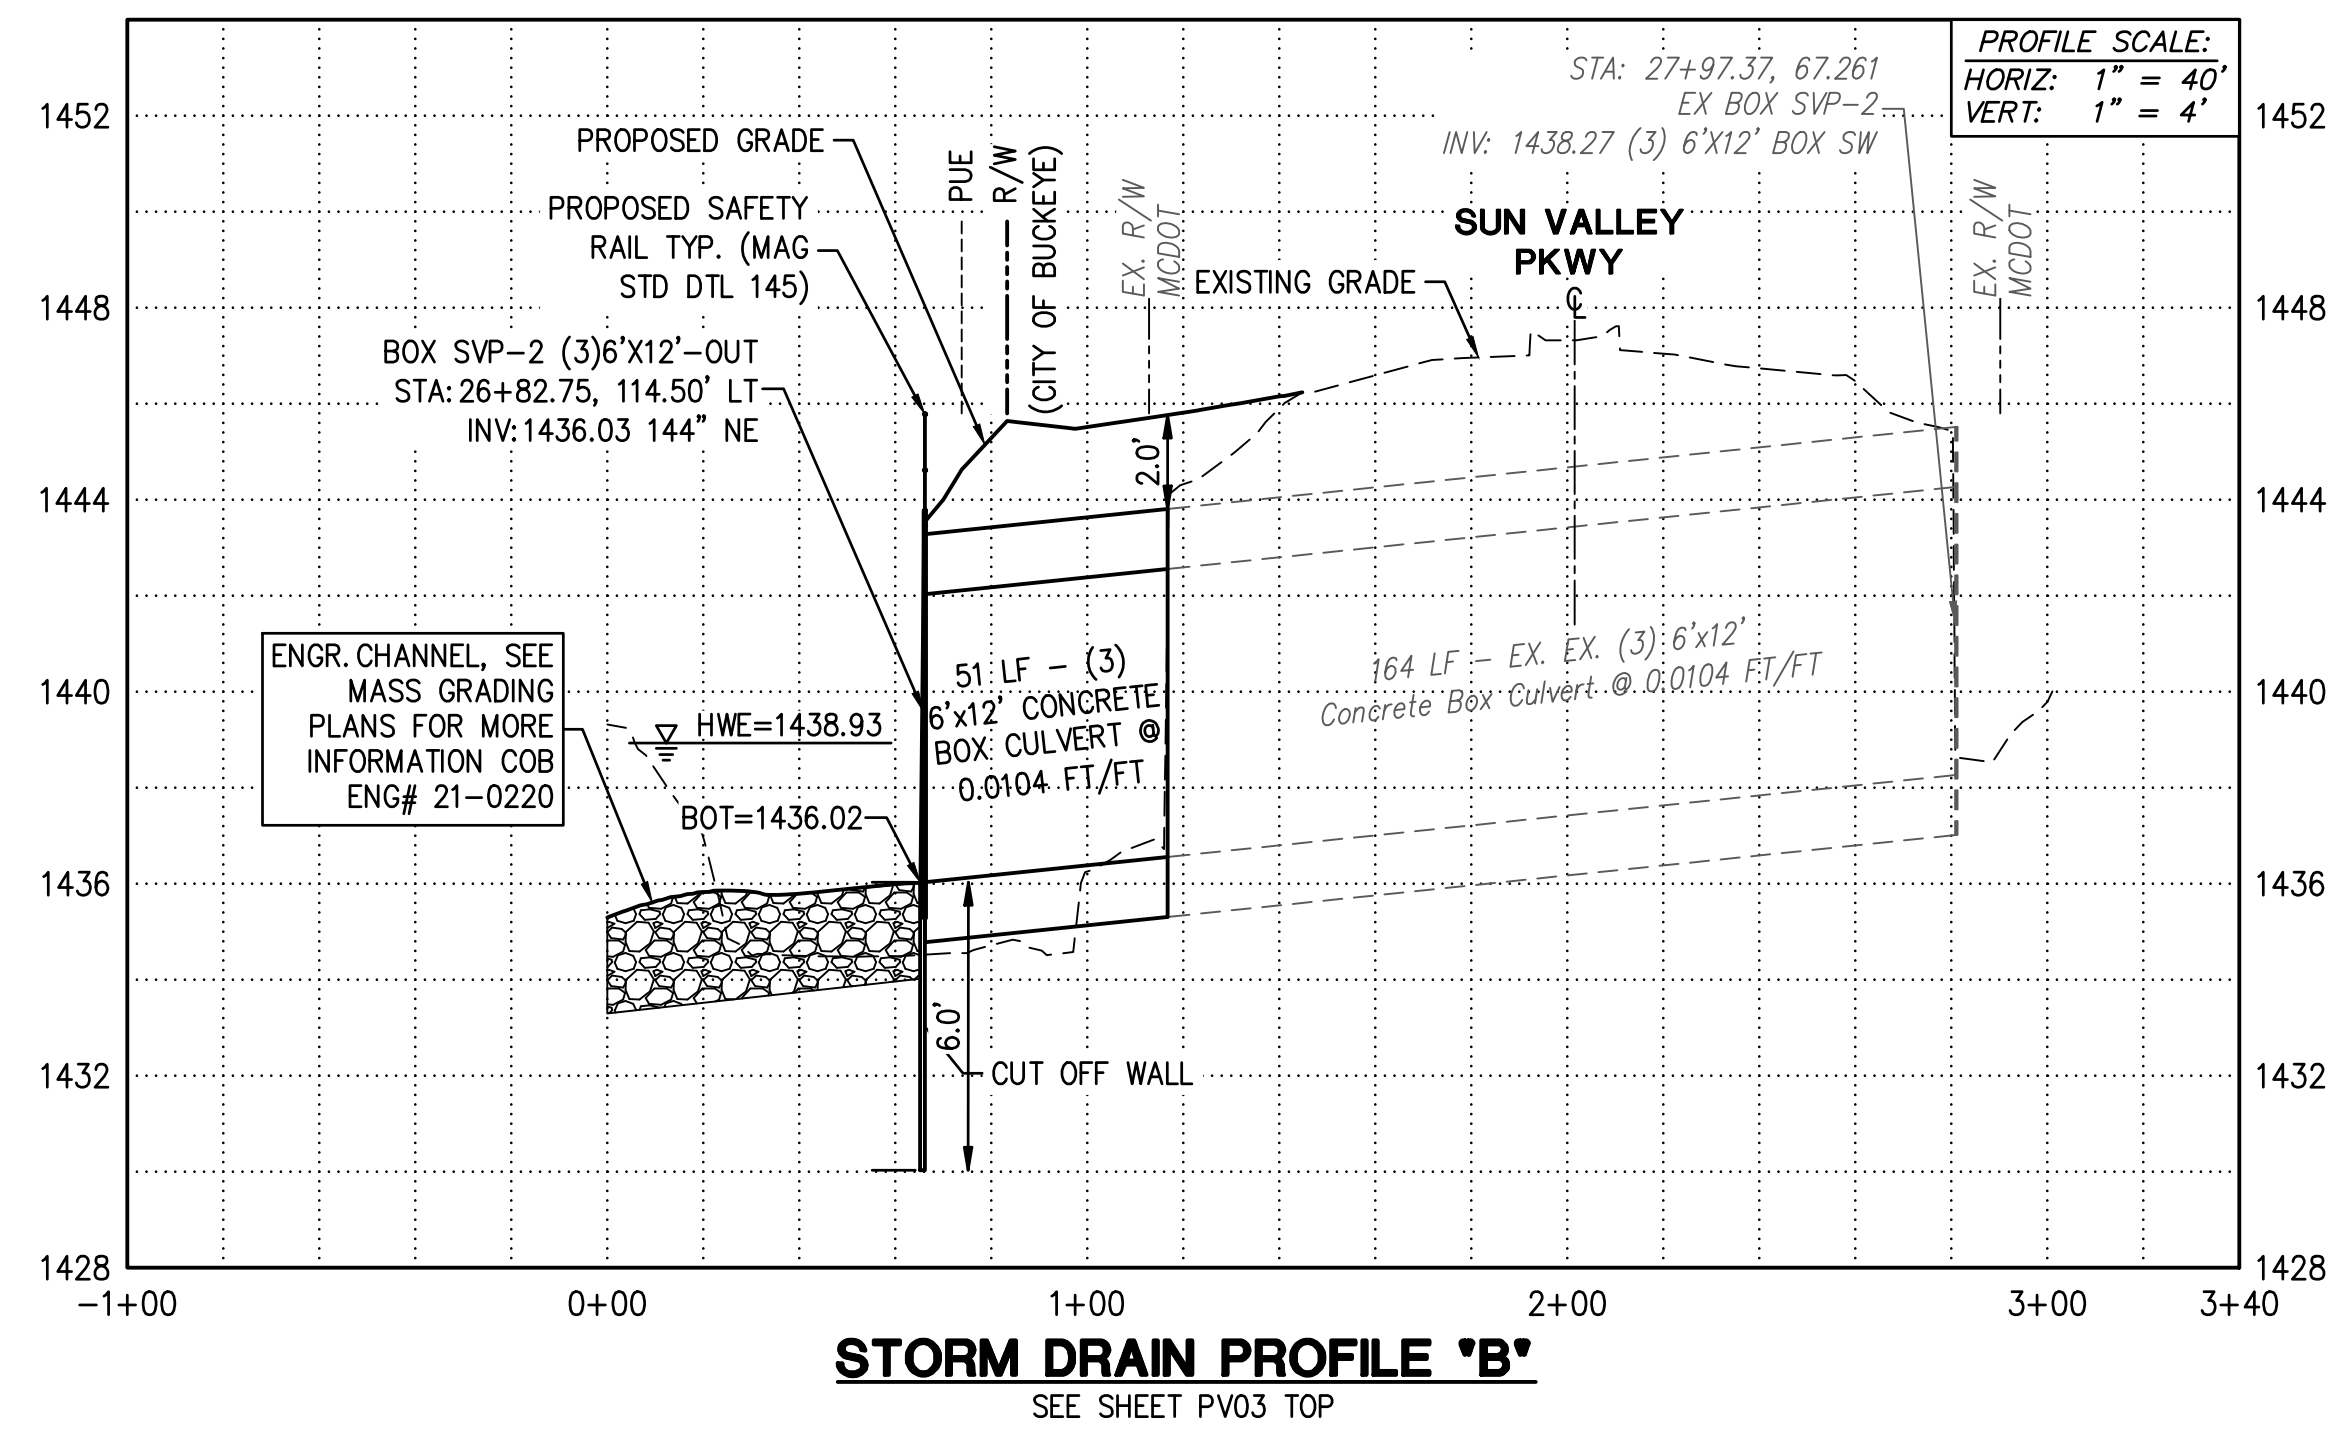 PROFILE SCALE:
HORIZ: 1" = 40'
VERT: 1" = 4'
STA: 27+97.37, 67.261
EX BOX SVP-2
INV: 1438.27 (3) 6'X12' BOX SW
1452
1452
PROPOSED GRADE
PUE
R/W
(CITY OF BUCKEYE)
EX. R/W
MCDOT
EX. R/W
MCDOT
PROPOSED SAFETY
RAIL TYP. (MAG
STD DTL 145)
SUN VALLEY
PKWY
EXISTING GRADE
CL
1448
1448
BOX SVP-2 (3)6'X12'-OUT
STA:26+82.75, 114.50' LT
INV:1436.03 144" NE
2.0'
1444
1444
ENGR. CHANNEL, SEE
MASS GRADING
PLANS FOR MORE
INFORMATION COB
ENG# 21-0220
51 LF - (3)
6'x12' CONCRETE
BOX CULVERT @
0.0104 FT/FT
164 LF - EX. EX. (3) 6'x12'
Concrete Box Culvert @ 0.0104 FT/FT
1440
1440
HWE=1438.93
BOT=1436.02
1436
1436
6.0'
CUT OFF WALL
1432
1432
1428
1428
-1+00
0+00
1+00
2+00
3+00
3+40
STORM DRAIN PROFILE "B"
SEE SHEET PV03 TOP